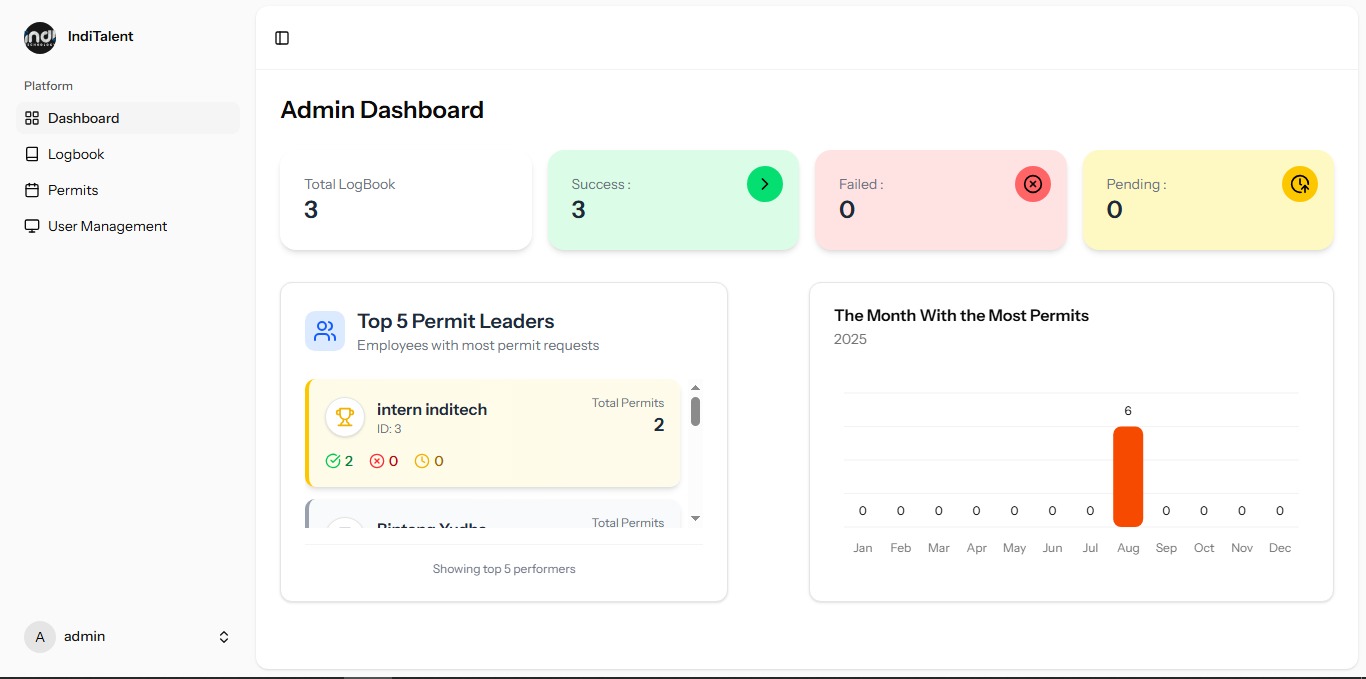 IndiTalent
Platform
Dashboard
Logbook
Permits
User Management
admin
A
Admin Dashboard
Total LogBook
3
Success :
3
Failed :
0
Pending :
0
Top 5 Permit Leaders
Employees with most permit requests
intern inditech
ID: 3
Total Permits
2
2 0 0
Total Permits
Showing top 5 performers
The Month With the Most Permits
2025
0 0 0 0 0 0 0 6 0 0 0 0
Jan Feb Mar Apr May Jun Jul Aug Sep Oct Nov Dec